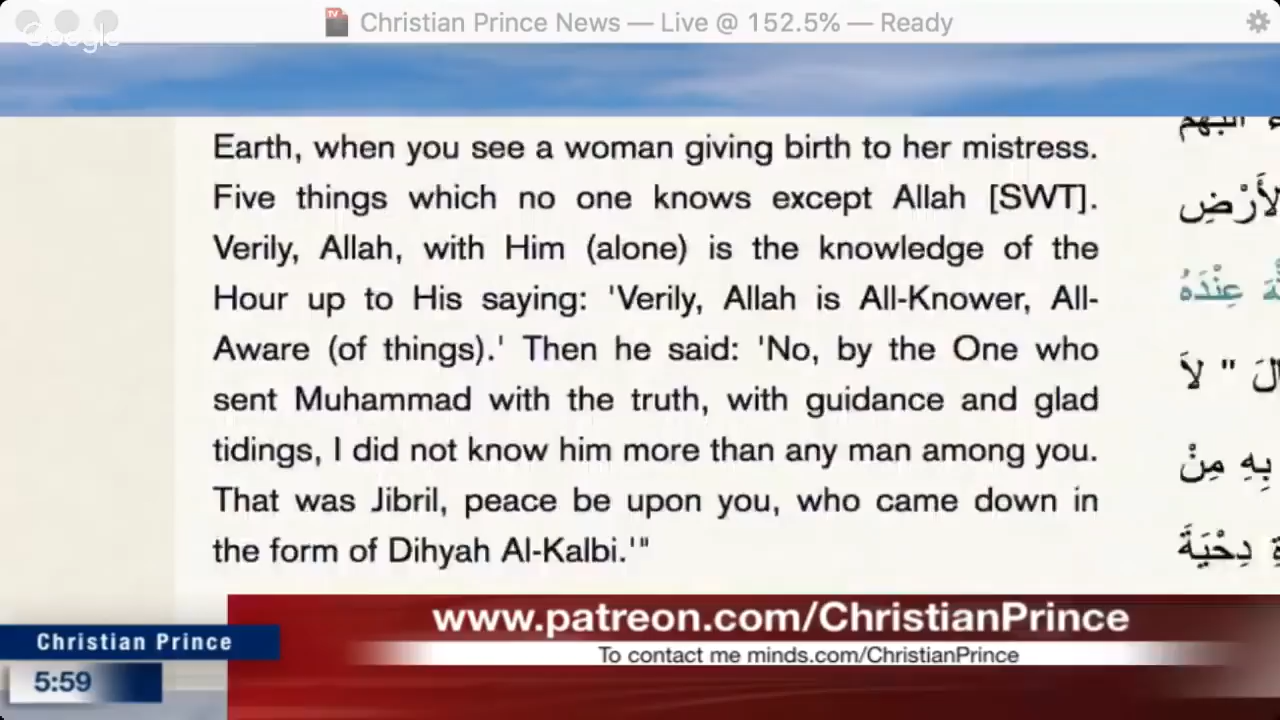 Google
Christian Prince News — Live @ 152.5% — Ready
Earth, when you see a woman giving birth to her mistress.
Five things which no one knows except Allah [SWT].
Verily, Allah, with Him (alone) is the knowledge of the
Hour up to His saying: 'Verily, Allah is All-Knower, All-
Aware (of things).' Then he said: 'No, by the One who
sent Muhammad with the truth, with guidance and glad
tidings, I did not know him more than any man among you.
That was Jibril, peace be upon you, who came down in
the form of Dihyah Al-Kalbi.'"
عِنْدَهُ
" لاَ
بِهِ مِنْ
دِحْيَةَ
www.patreon.com/ChristianPrince
To contact me minds.com/ChristianPrince
Christian Prince
5:59